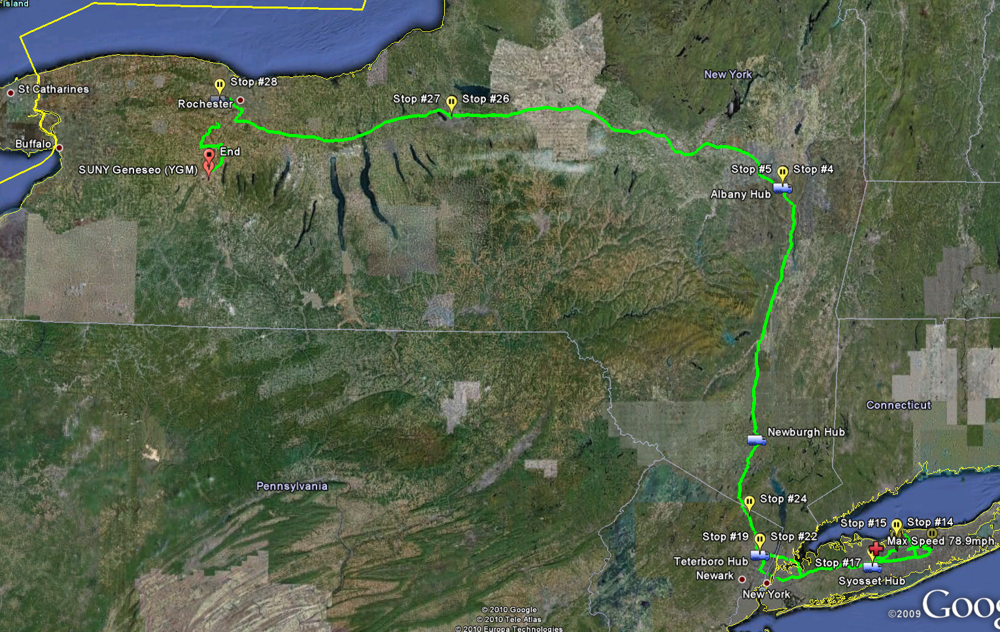 Island
St Catharines
Stop #28
Rochester
Stop #27
Stop #26
New York
Buffalo
End
SUNY Geneseo (YGM)
Stop #5
Stop #4
Albany Hub
Connecticut
Newburgh Hub
Pennsylvania
Stop #24
Stop #15
Stop #14
Stop #19
Stop #22
Max Speed 78.9mph
Teterboro Hub
Stop #17
Newark
Syosset Hub
New York
© 2010 Google
© 2010 Tele Atlas
© 2010 Europa Technologies
©2009
Goog